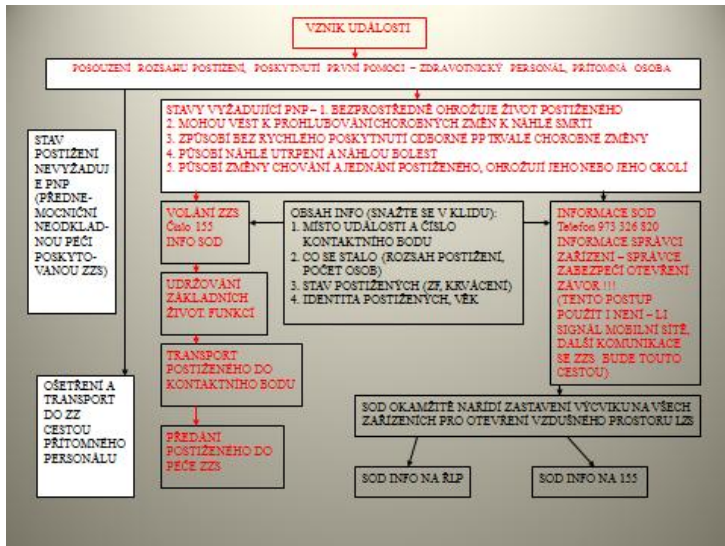 VZNIK UDÁLOSTI
POSOUZENÍ ROZSAHU POSTIŽENÍ, POSKYTNUTÍ PRVNÍ POMOCI – ZDRAVOTNICKÝ PERSONÁL, PŘÍTOMNÁ OSOBA
STAVY VYŽADUJÍCÍ PNP – 1. BEZPROSTŘEDNĚ OHROŽUJE ŽIVOT POSTIŽENÉHO
2. MOHOU VÉST K PROHLUBOVÁNÍ CHOROBNÝCH ZMĚN K NÁHLÉ SMRTI
3. ZPŮSOBÍ BEZ RYCHLÉHO POSKYTNUTÍ ODBORNÉ PP TRVALÉ CHOROBNÉ ZMĚNY
4. PŮSOBÍ NÁHLÉ UTRPENÍ A NÁHLOU BOLEST
5. PŮSOBÍ ZMĚNY CHOVÁNÍ A JEDNÁNÍ POSTIŽENÉHO, OHROŽUJÍ JEHO NEBO JEHO OKOLÍ
STAV
POSTIŽENÍ
NEVYŽADUJ
E PNP
(PŘEDNE-
MOCNIČNÍ
NEODKLAD-
NOU PÉČI
POSKYTO-
VANOU ZZS)
VOLÁNÍ ZZS
Číslo 155
INFO SOD
OBSAH INFO (SNAŽTE SE V KLIDU):
1. MÍSTO UDÁLOSTI A ČÍSLO
KONTAKTNÍHO BODU
2. CO SE STALO (ROZSAH POSTIŽENÍ,
POČET OSOB)
3. STAV POSTIŽENÝCH (ZF, KRVÁCENÍ)
4. IDENTITA POSTIŽENÝCH, VĚK
INFORMACE SOD
Telefon 973 326 820
INFORMACE SPRÁVCI
ZAŘÍZENÍ – SPRÁVCE
ZABEZPEČÍ OTEVŘENÍ
ZÁVOR !!!
(TENTO POSTUP
POUŽÍT I NENÍ – LI
SIGNÁL MOBILNÍ SÍTĚ,
DALŠÍ KOMUNIKACE
SE ZZS BUDE TOUTO
CESTOU)
UDRŽOVÁNÍ
ZÁKLADNÍCH
ŽIVOT. FUNKCÍ
TRANSPORT
POSTIŽENÉHO DO
KONTAKTNÍHO BODU
PŘEDÁNÍ
POSTIŽENÉHO DO
PÉČE ZZS
OŠETŘENÍ A
TRANSPORT
DO ZZ
CESTOU
PŘÍTOMNÉHO
PERSONÁLU
SOD OKAMŽITĚ NAŘÍDÍ ZASTAVENÍ VÝCVIKU NA VŠECH
ZAŘÍZENÍCH PRO OTEVŘENÍ VZDUŠNÉHO PROSTORU LZS
SOD INFO NA ŘLP
SOD INFO NA 155